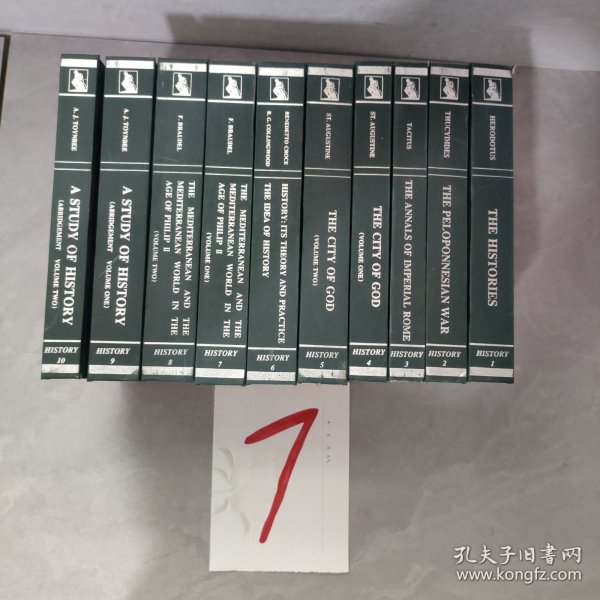 A. J. TOYNBEE
A STUDY OF HISTORY
(ABRIDGEMENT VOLUME TWO)
HISTORY
10
A. J. TOYNBEE
A STUDY OF HISTORY
(ABRIDGEMENT VOLUME ONE)
HISTORY
9
F. BRAUDEL
THE MEDITERRANEAN AND THE
MEDITERRANEAN WORLD IN THE
AGE OF PHILIP II
(VOLUME TWO)
HISTORY
8
F. BRAUDEL
THE MEDITERRANEAN AND THE
MEDITERRANEAN WORLD IN THE
AGE OF PHILIP II
(VOLUME ONE)
HISTORY
7
BENEDETTO CROCE
R. G. COLLINGWOOD
HISTORY: ITS THEORY AND PRACTICE
THE IDEA OF HISTORY
HISTORY
6
ST. AUGUSTINE
THE CITY OF GOD
(VOLUME TWO)
HISTORY
5
ST. AUGUSTINE
THE CITY OF GOD
(VOLUME ONE)
HISTORY
4
TACITUS
THE ANNALS OF IMPERIAL ROME
HISTORY
3
THUCYDIDES
THE PELOPONNESIAN WAR
HISTORY
2
HERODOTUS
THE HISTORIES
HISTORY
1
7
孔夫子旧书网
www.kongfz.com